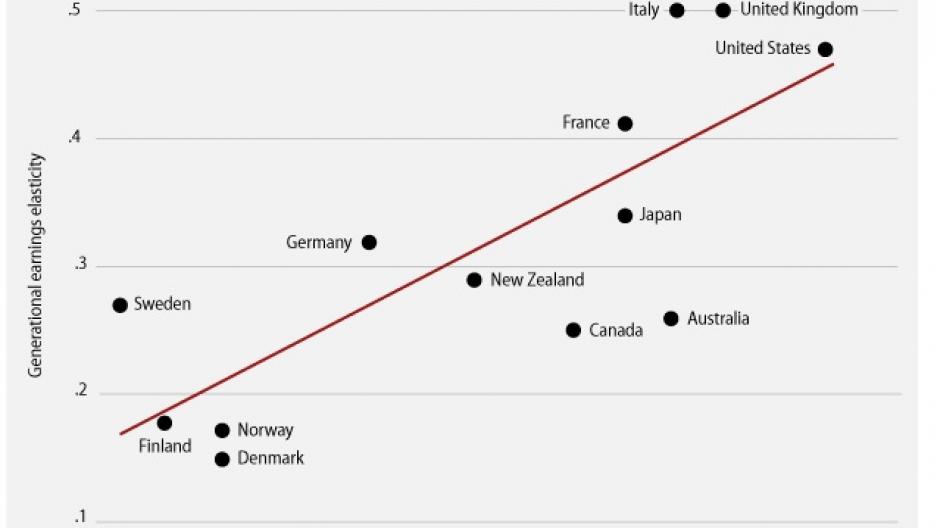 .5
Italy
United Kingdom
United States
France
.4
Japan
Germany
.3
New Zealand
Sweden
Australia
Canada
.2
Norway
Finland
Denmark
.1
Generational earnings elasticity